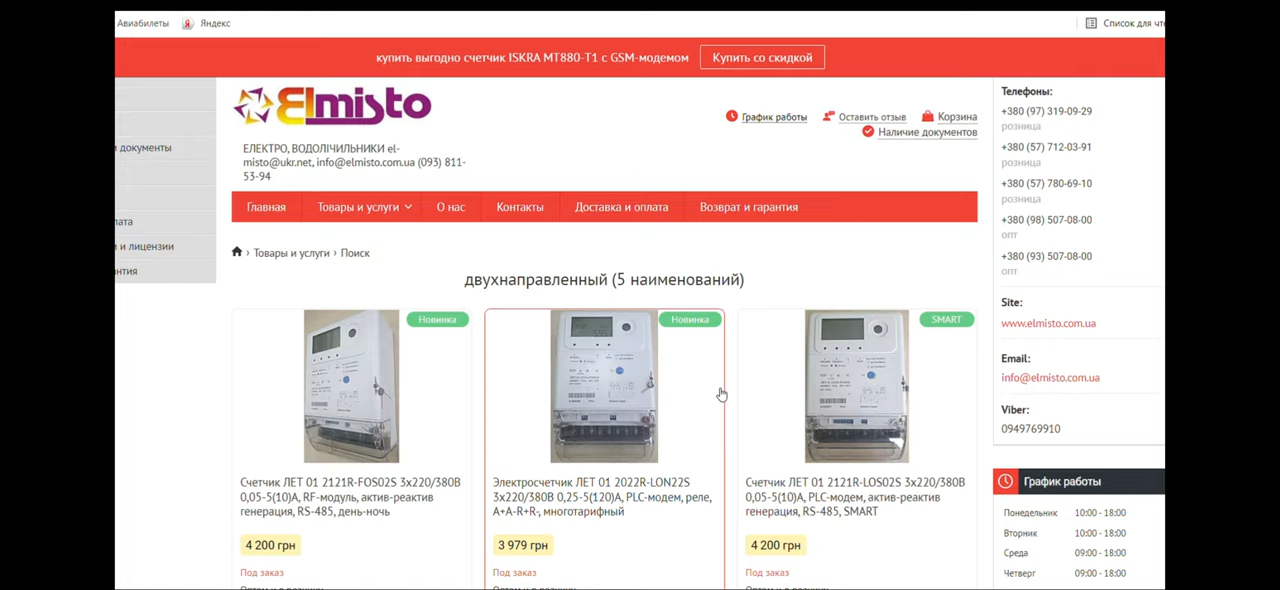 Авиабилеты Яндекс
купить выгодно счетчик ISKRA MT880-T1 с GSM-модемом
Купить со скидкой
Elmisto
График работы Оставить отзыв Корзина
Наличие документов
ЕЛЕКТРО, ВОДОЛІЧИЛЬНИКИ el-
misto@ukr.net, info@elmisto.com.ua (093) 811-
53-94
документы
и лицензии
Главная Товары и услуги О нас Контакты Доставка и оплата Возврат и гарантия
› Товары и услуги › Поиск
двухнаправленный (5 наименований)
Новинка
Счетчик ЛЕТ 01 2121R-FOS02S 3х220/380В
0,05-5(10)А, RF-модуль, актив-реактив
генерация, RS-485, день-ночь
4 200 грн
Под заказ
Новинка
Электросчетчик ЛЕТ 01 2022R-LON22S
3х220/380В 0,25-5(120)А, PLC-модем, реле,
А+А-R+R-, многотарифный
3 979 грн
Под заказ
SMART
Счетчик ЛЕТ 01 2121R-LOS02S 3х220/380В
0,05-5(10)А, PLC-модем, актив-реактив
генерация, RS-485, SMART
4 200 грн
Под заказ
Список для
Телефоны:
+380 (97) 319-09-29
розница
+380 (57) 712-03-91
розница
+380 (57) 780-69-10
розница
+380 (98) 507-08-00
опт
+380 (93) 507-08-00
опт
Site:
www.elmisto.com.ua
Email:
info@elmisto.com.ua
Viber:
0949769910
График работы
Понедельник 10:00 - 18:00
Вторник 10:00 - 18:00
Среда 09:00 - 18:00
Четверг 09:00 - 18:00